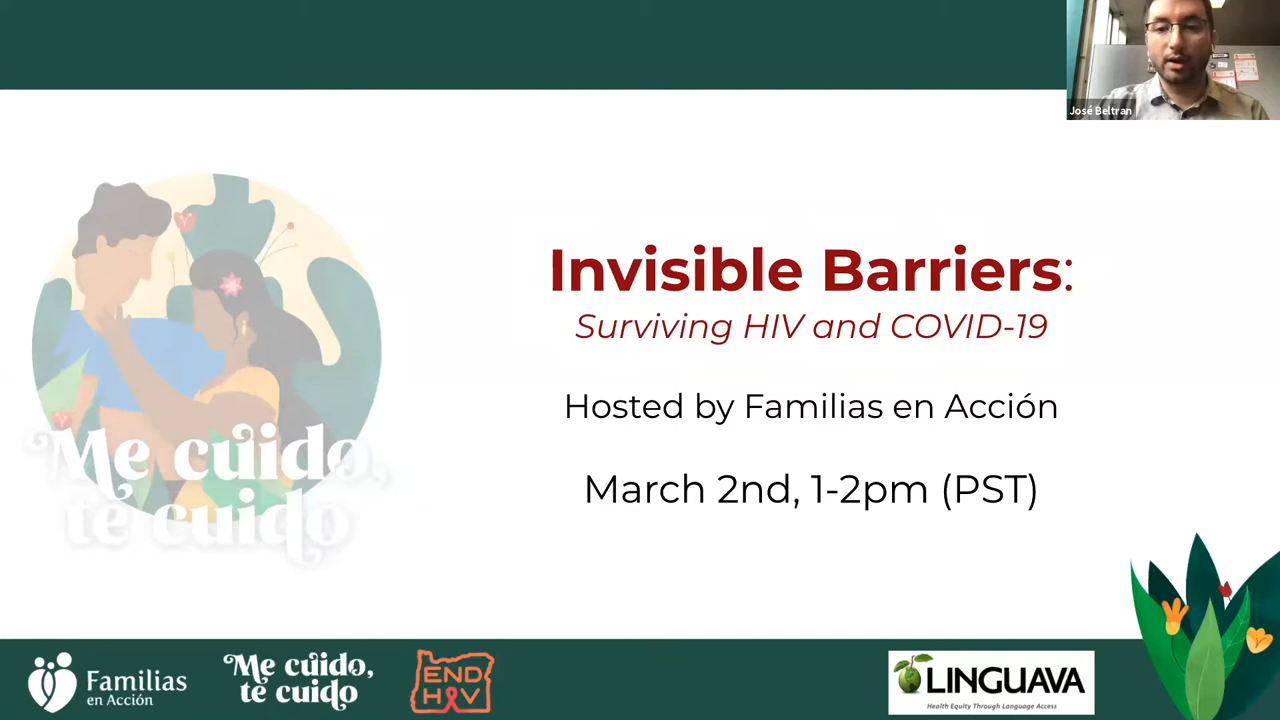 José Beltran
Invisible Barriers:
Surviving HIV and COVID-19
Hosted by Familias en Acción
March 2nd, 1-2pm (PST)
Me cuido,
te cuido
Familias
en Acción
Me cuido,
te cuido
END
HIV
LINGUAVA
Health Equity Through Language Access